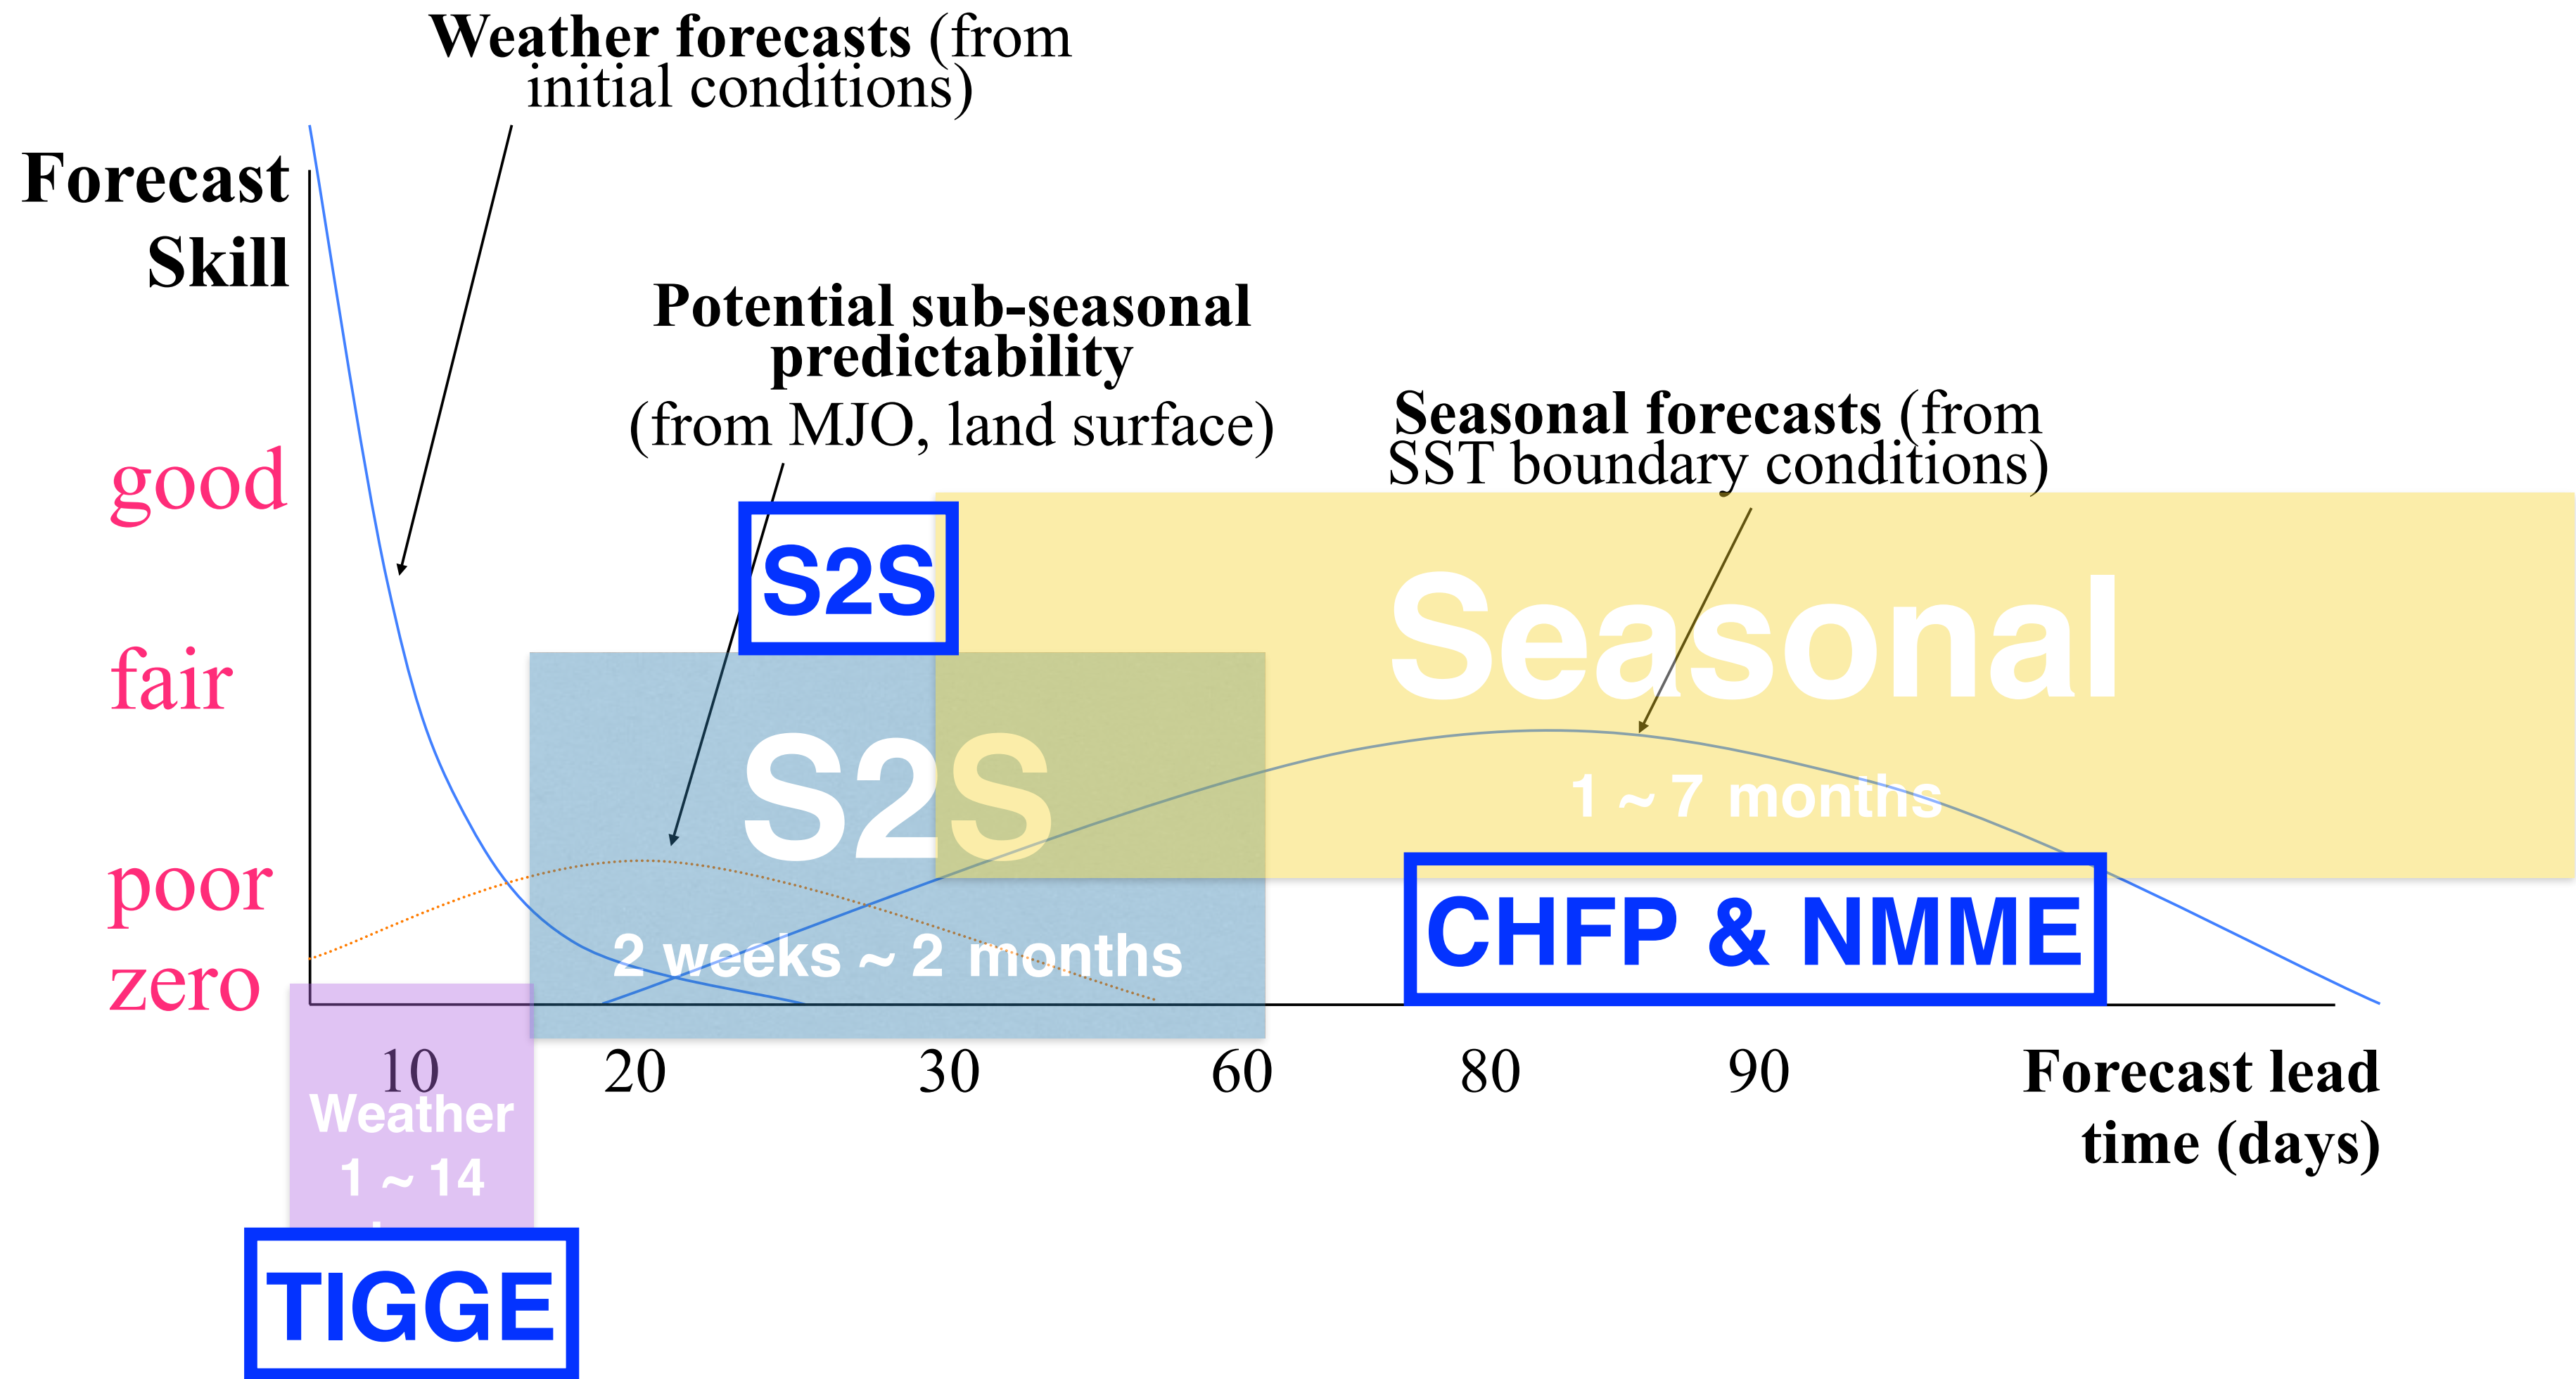 Weather forecasts (from
initial conditions)
Forecast
Skill
Potential sub-seasonal
predictability
(from MJO, land surface)
Seasonal forecasts (from
SST boundary conditions)
good
S2S
Seasonal
fair
S2S
1 ~ 7 months
poor
CHFP & NMME
2 weeks ~ 2 months
zero
10 20 30 60 80 90
Forecast lead
time (days)
Weather
1 ~ 14
TIGGE